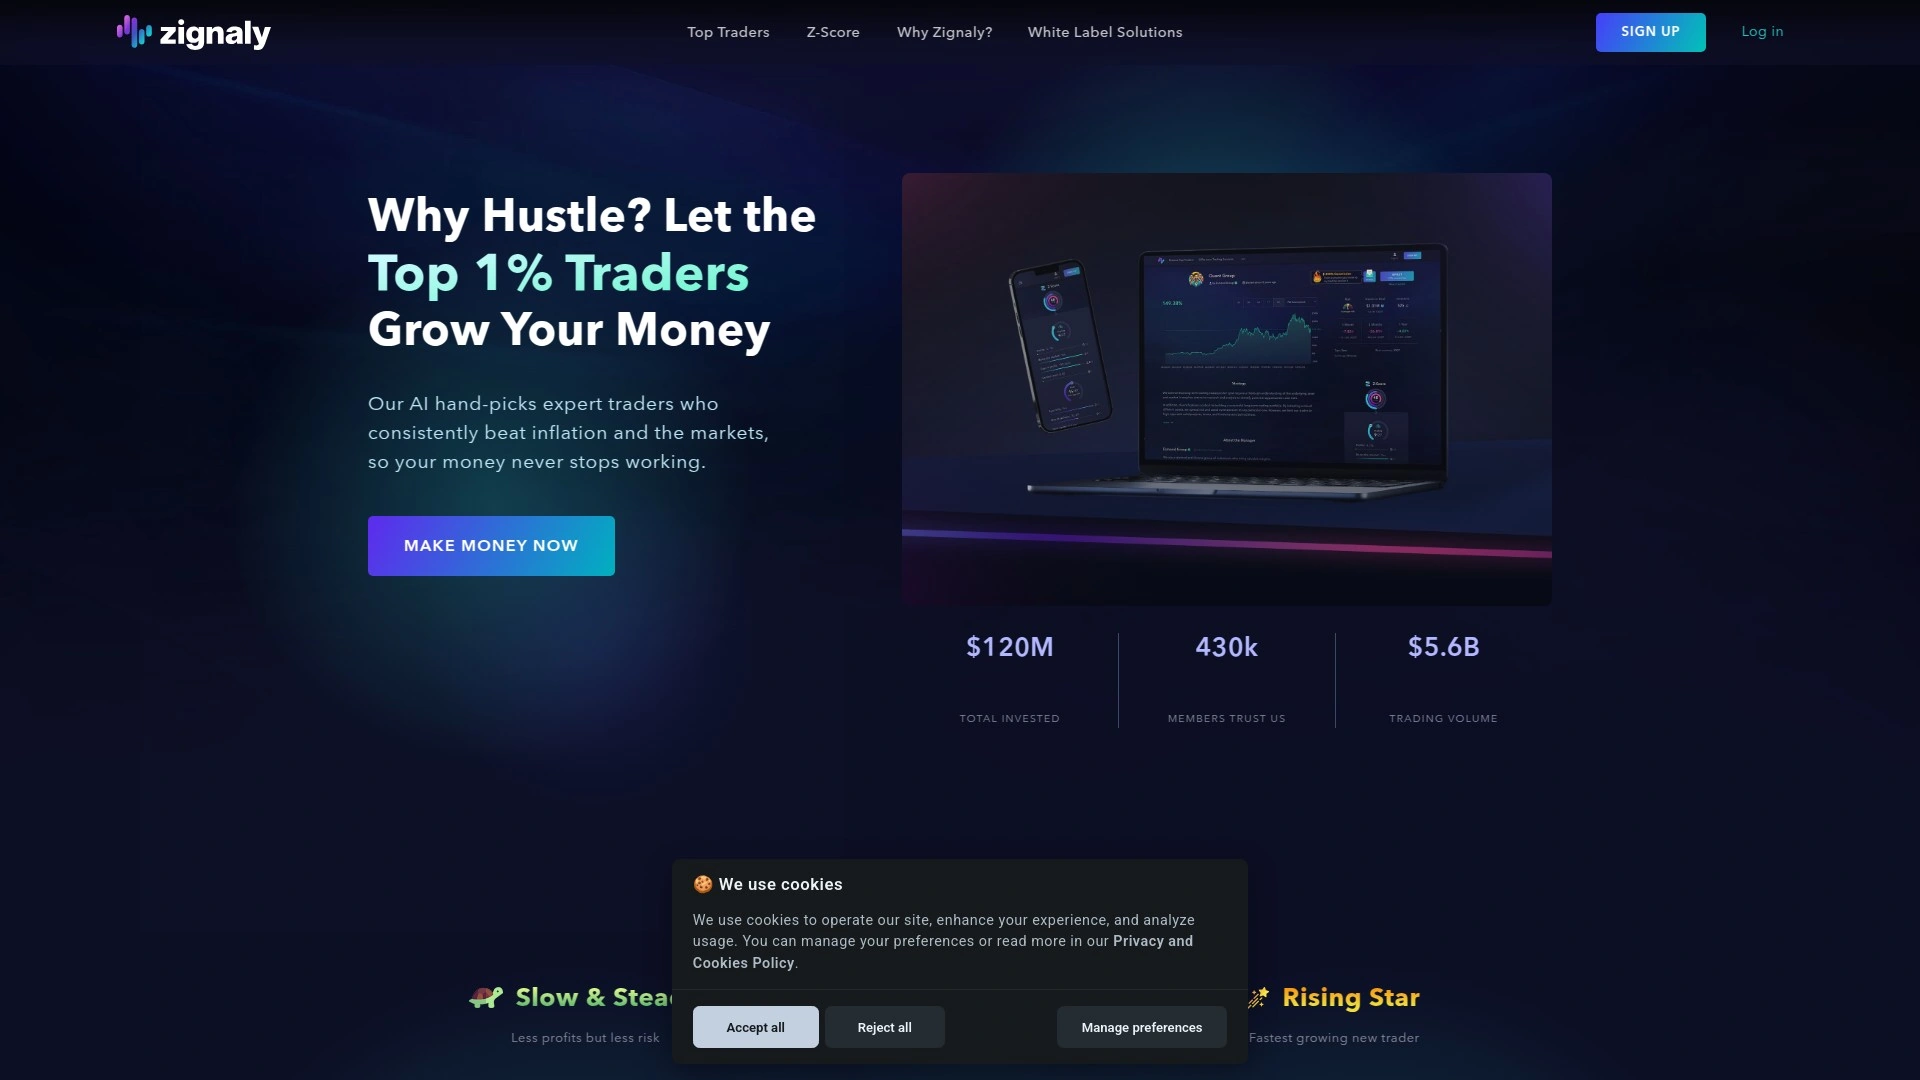 zignaly
Top Traders
Z-Score
Why Zignaly?
White Label Solutions
SIGN UP
Log in
Why Hustle? Let the
Top 1% Traders
Grow Your Money
Our AI hand-picks expert traders who
consistently beat inflation and the markets,
so your money never stops working.
MAKE MONEY NOW
$120M
TOTAL INVESTED
430k
MEMBERS TRUST US
$5.6B
TRADING VOLUME
🍪 We use cookies
We use cookies to operate our site, enhance your experience, and analyze
usage. You can manage your preferences or read more in our Privacy and
Cookies Policy.
Accept all
Reject all
Manage preferences
Slow & Stea
Less profits but less risk
Rising Star
Fastest growing new trader